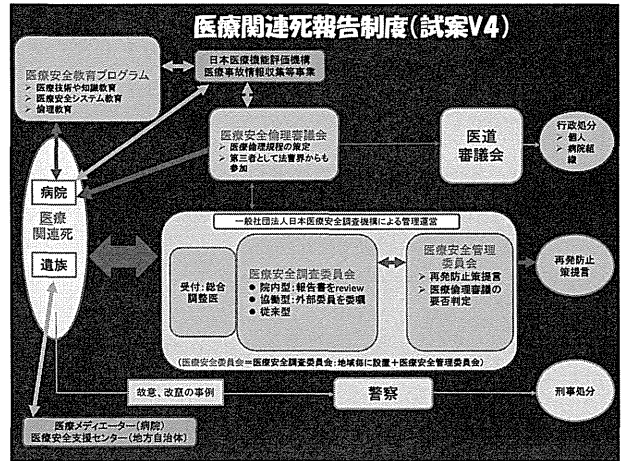 医療関連死報告制度(試案V4)
医療安全教育プログラム
➢ 医療技術や知識教育
➢ 医療安全システム教育
➢ 倫理教育
日本医療機能評価機構
医療事故情報収集等事業
医療安全倫理審議会
➢ 医療倫理規程の策定
➢ 第三者として法曹界からも
参加
医道
審議会
行政処分
➢ 個人
➢ 病院組
織
病院
医療
関連死
遺族
一般社団法人日本医療安全調査機構による管理運営
受付:総合
調整医
医療安全調査委員会
● 院内型:報告書をreview
● 協働型:外部委員を委嘱
● 従来型
医療安全管理
委員会
➢ 再発防止策提言
➢ 医療倫理審議の
要否判定
再発防止
策提言
(医療安全委員会=医療安全調査委員会:地域毎に設置+医療安全管理委員会)
故意、改竄の事例
警察
刑事処分
医療メディエーター(病院)
医療安全支援センター(地方自治体)